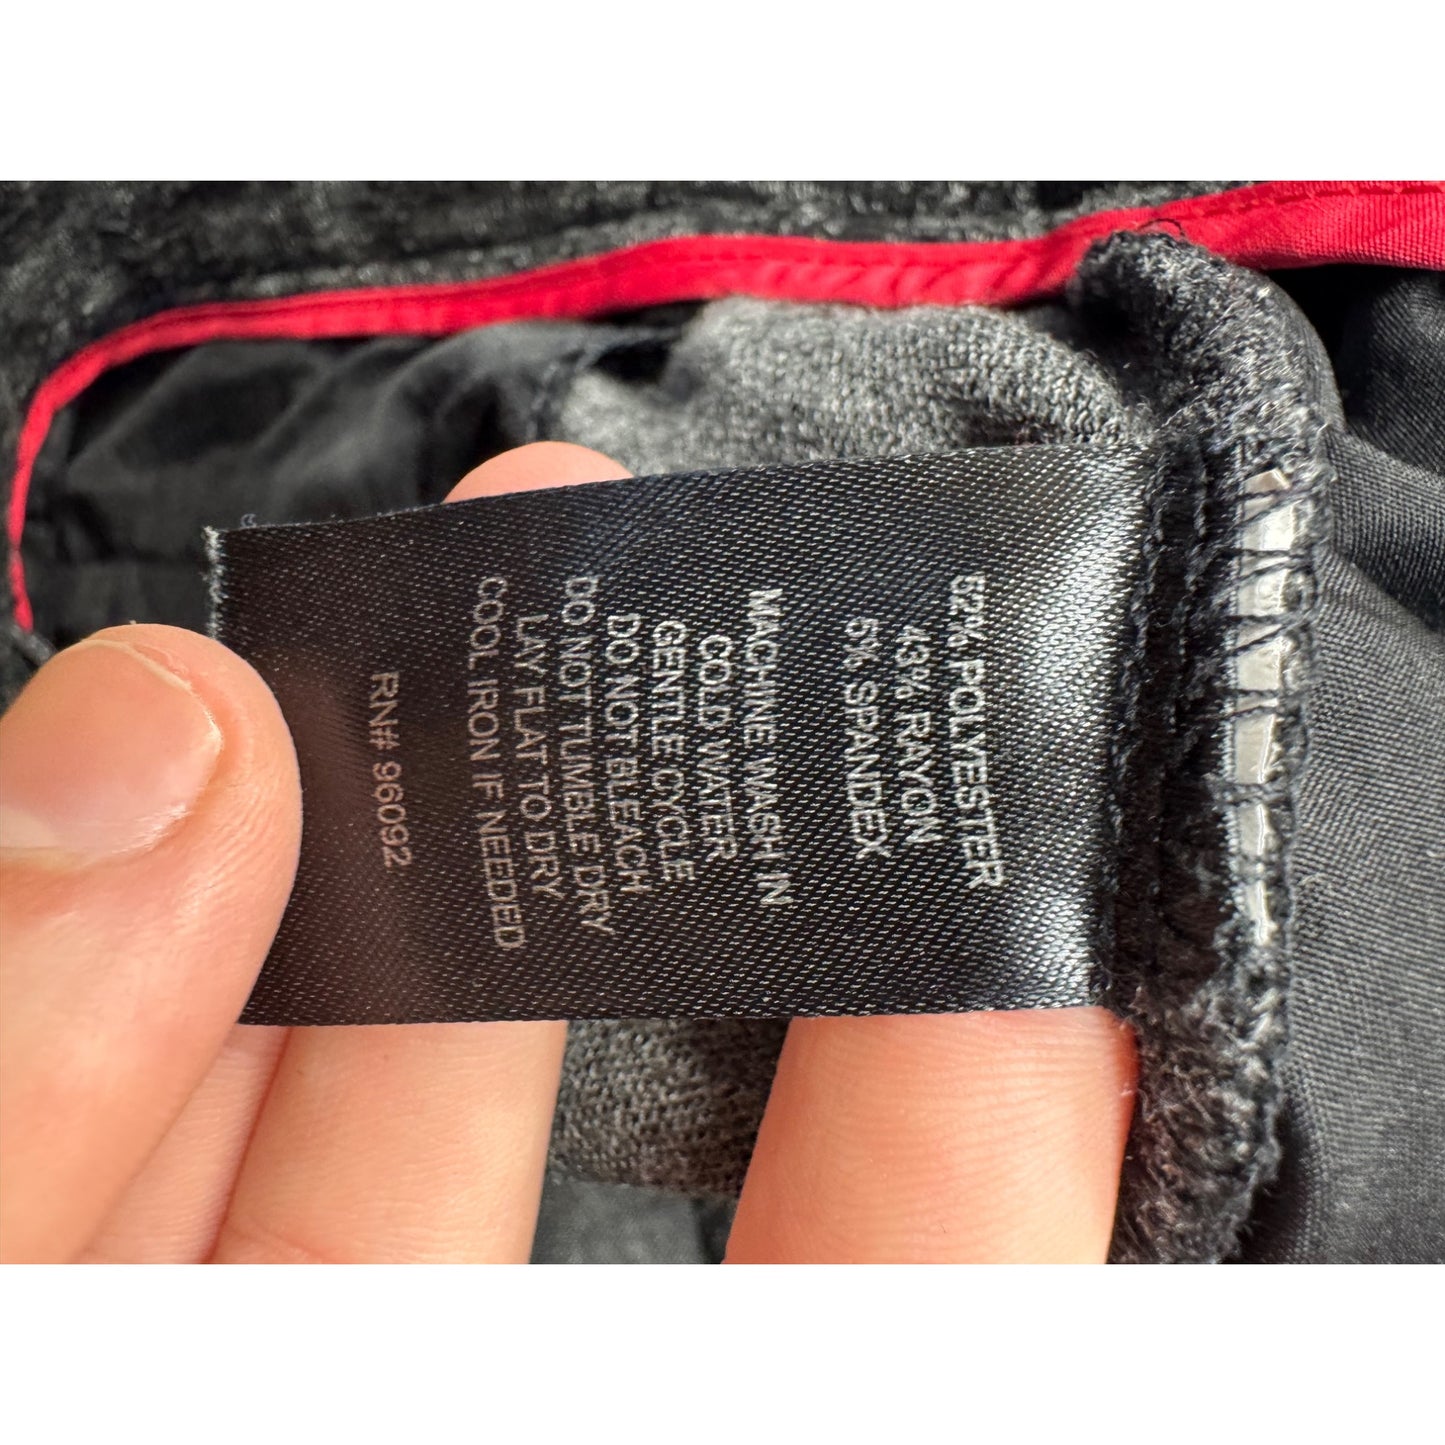 52% POLYESTER
43% RAYON
5% SPANDEX
MACHINE WASH IN
COLD WATER
GENTLE CYCLE
DO NOT BLEACH
DO NOT TUMBLE DRY
LAY FLAT TO DRY
COOL IRON IF NEEDED
RN# 96092